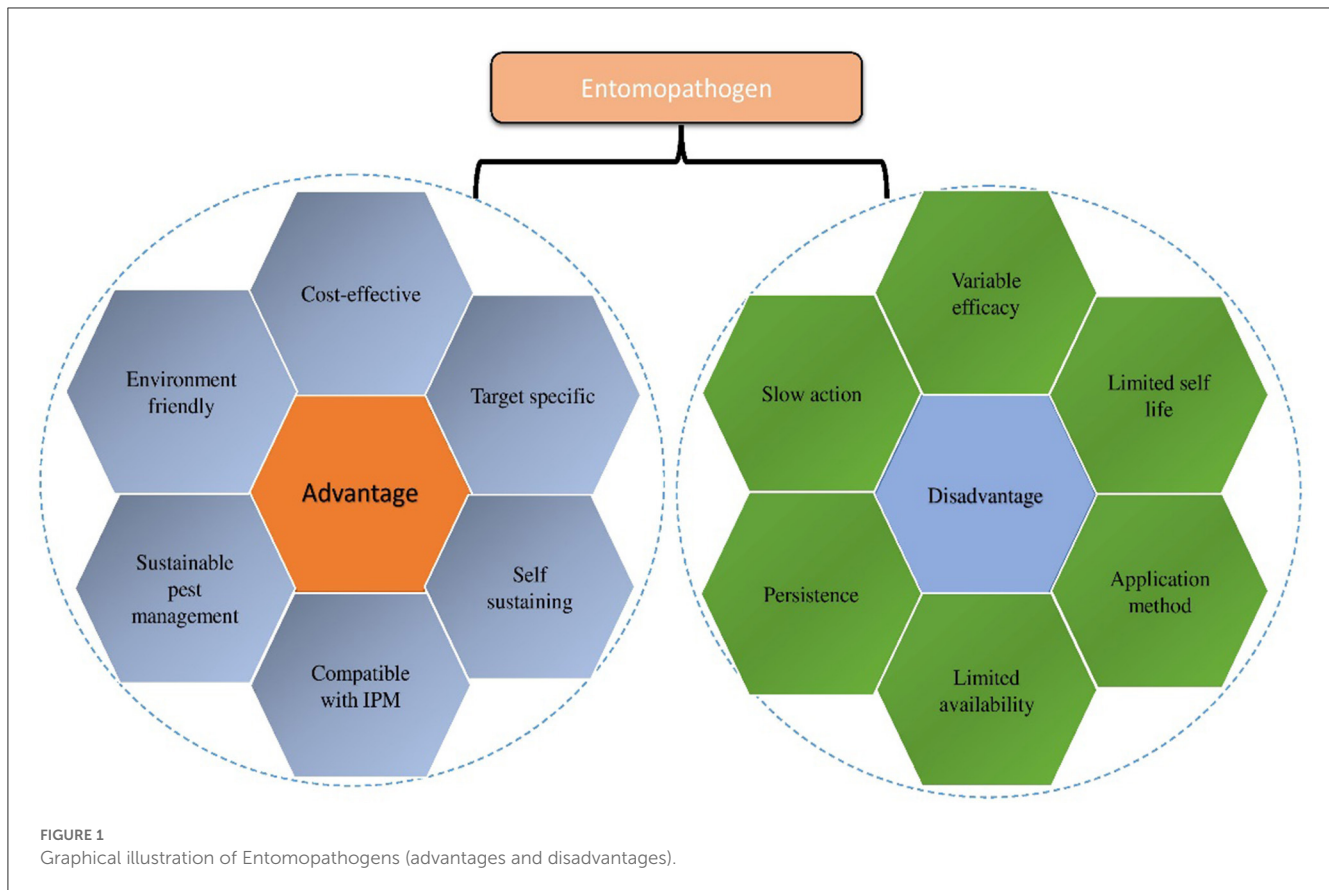 Entomopathogen
Cost-effective
Environment
friendly
Target specific
Advantage
Sustainable
pest
management
Self
sustaining
Compatible
with IPM
Variable
efficacy
Slow action
Limited self
life
Disadvantage
Persistence
Application
method
Limited
availability
FIGURE 1
Graphical illustration of Entomopathogens (advantages and disadvantages).